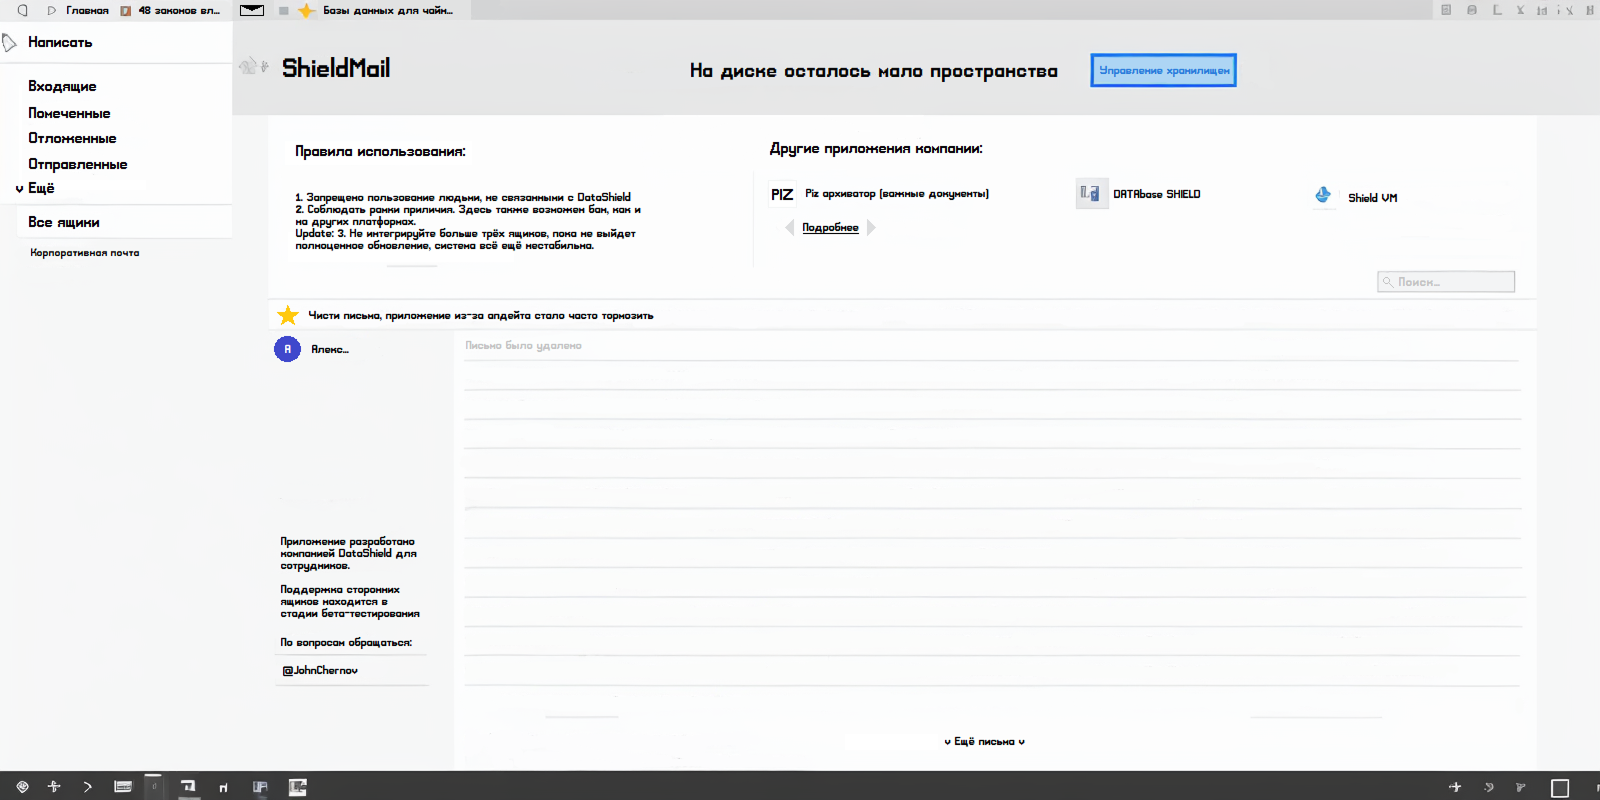 Главная
48 законов вл...
Базы данных для чайн...
Написать
Входящие
Помеченные
Отложенные
Отправленные
v Ещё
Все ящики
Корпоративная почта
ShieldMail
На диске осталось мало пространства
Управление хранилищем
Правила использования:
1. Запрещено пользование людьми, не связанными с DataShield
2. Соблюдать рамки приличия. Здесь также возможен бан, как и
на других платформах.
Update: 3. Не интегрируйте больше трёх ящиков, пока не выйдет
полноценное обновление, система всё ещё нестабильна.
Другие приложения компании:
PIZ
Piz архиватор (важные документы)
DATAbase SHIELD
Shield VM
Подробнее
Поиск...
Чисти письма, приложение из-за апдейта стало часто тормозить
Я
Алекс...
Письмо было удалено
Приложение разработано
компанией DataShield для
сотрудников.
Поддержка сторонних
ящиков находится в
стадии бета-тестирования
По вопросам обращаться:
@JohnChernov
v Ещё письма v